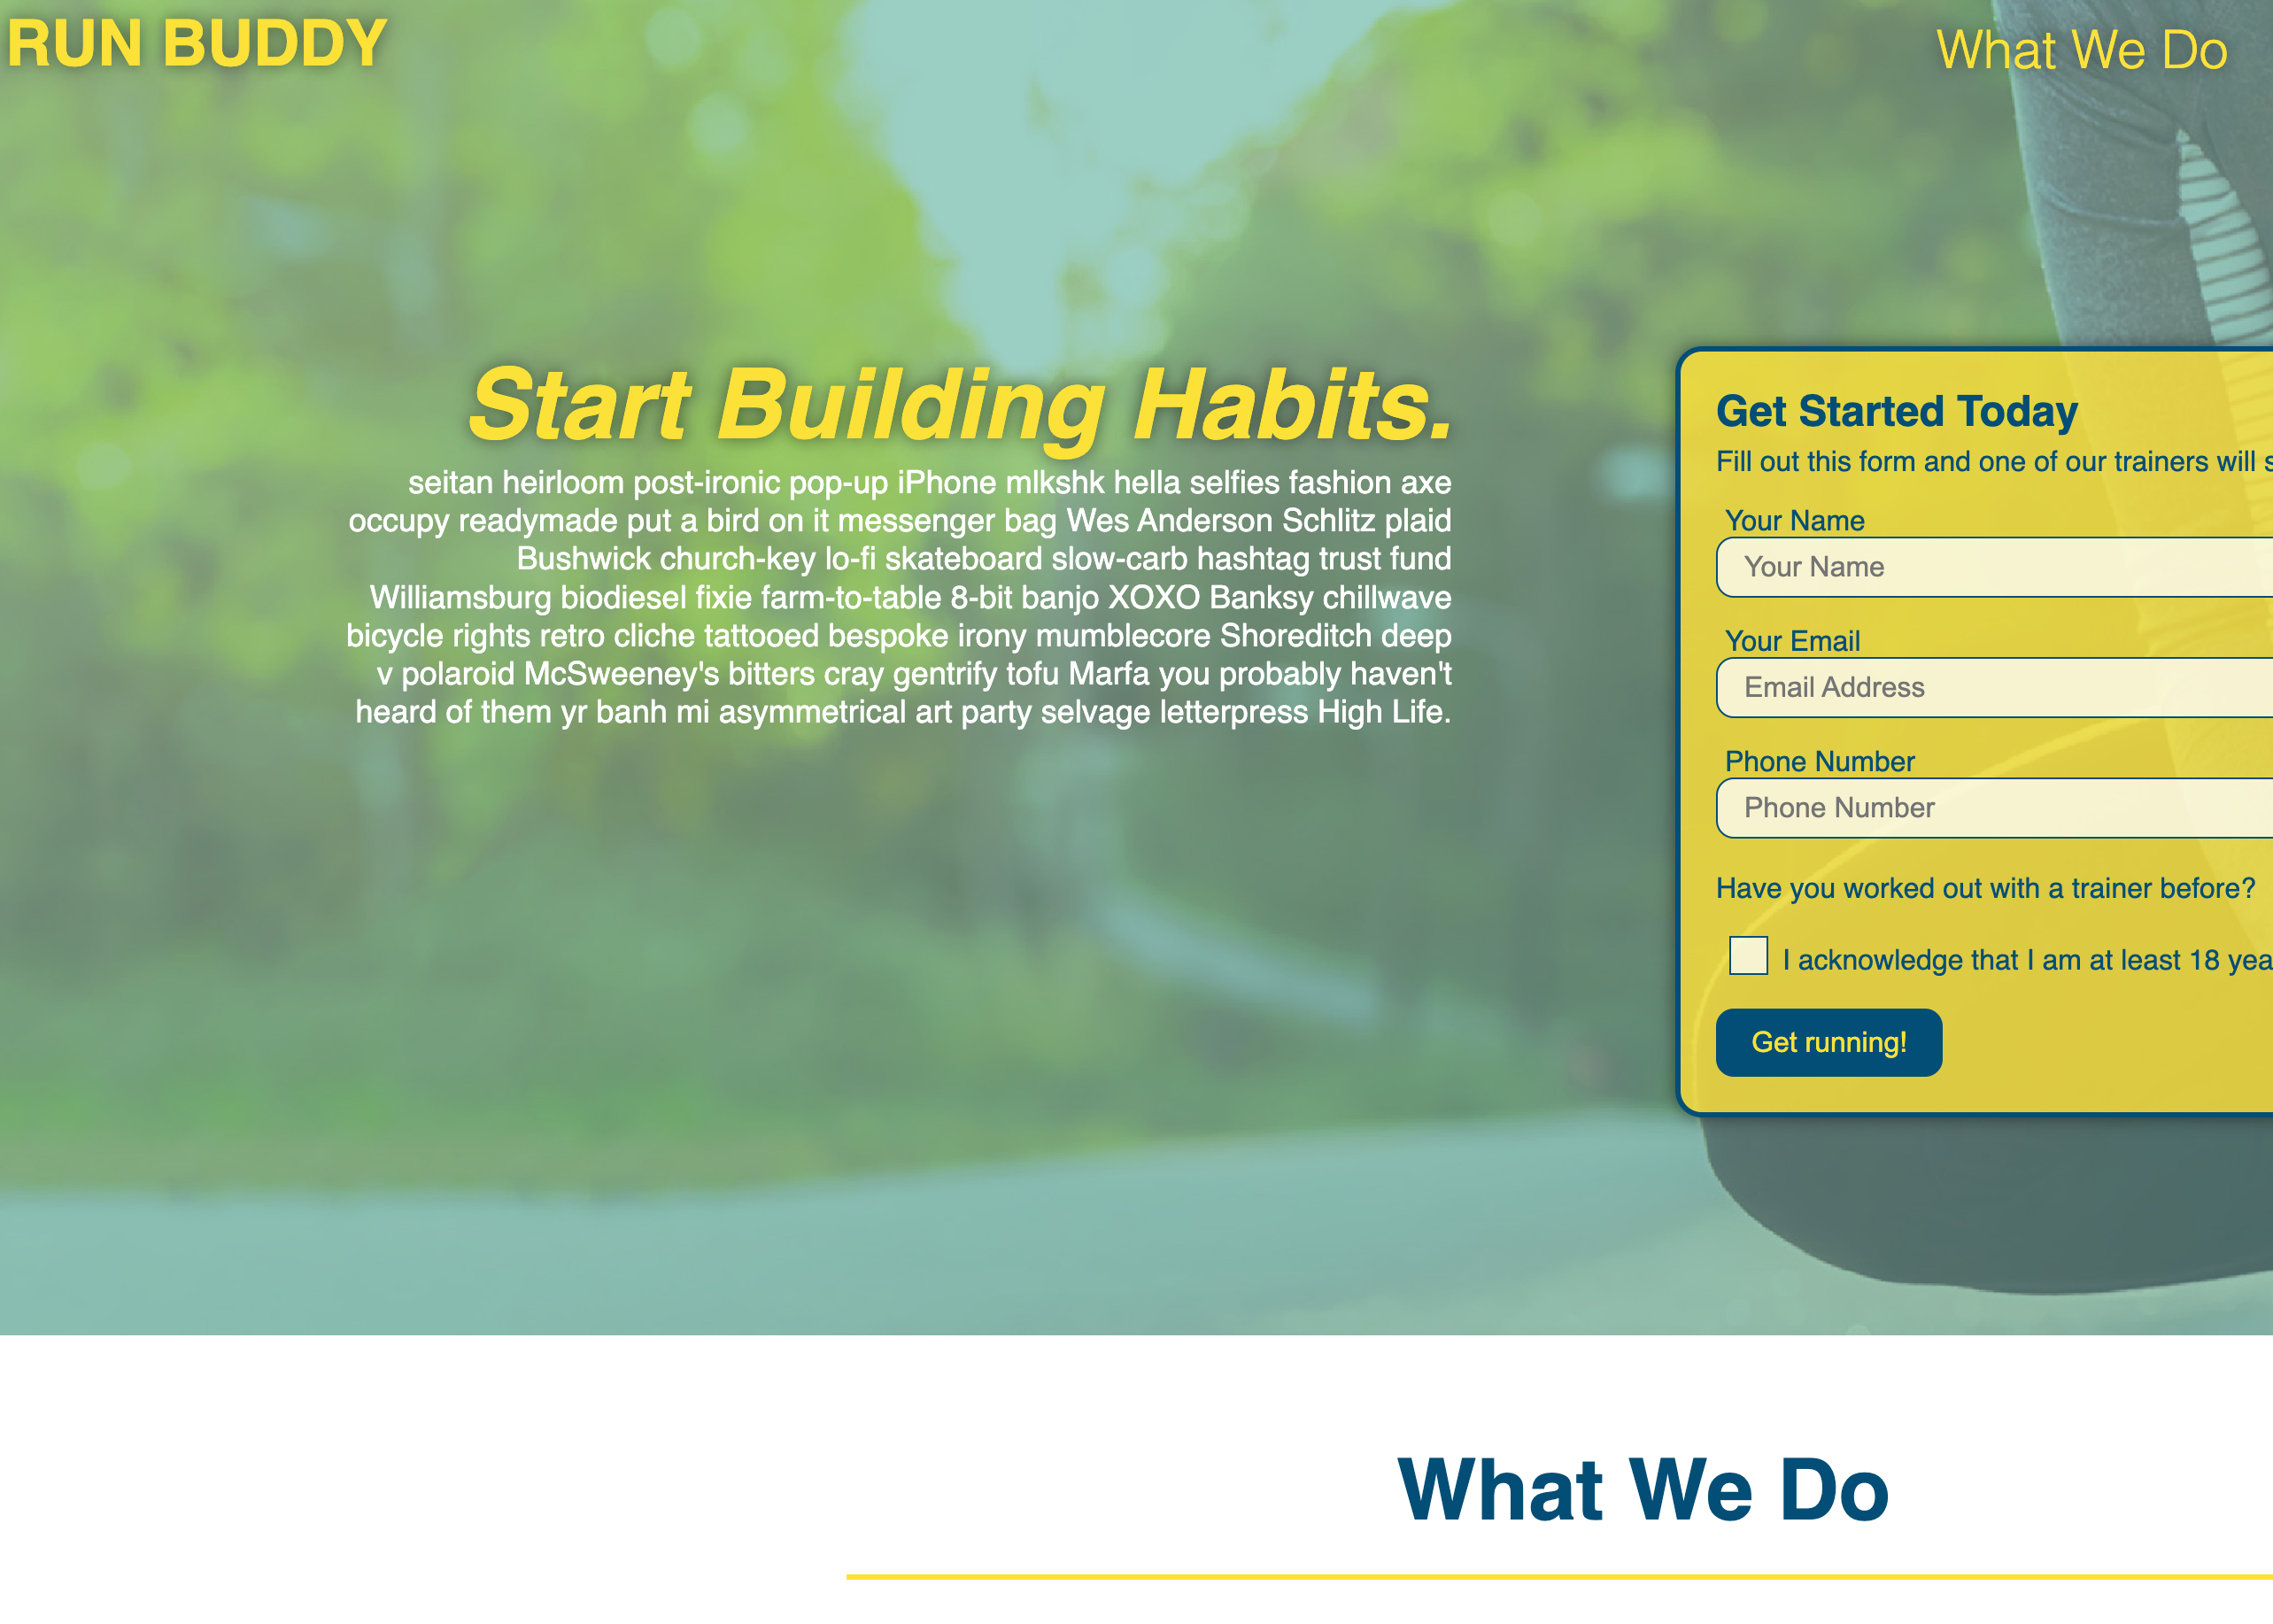 RUN BUDDY
What We Do
Start Building Habits.
seitan heirloom post-ironic pop-up iPhone mlkshk hella selfies fashion axe
occupy readymade put a bird on it messenger bag Wes Anderson Schlitz plaid
Bushwick church-key lo-fi skateboard slow-carb hashtag trust fund
Williamsburg biodiesel fixie farm-to-table 8-bit banjo XOXO Banksy chillwave
bicycle rights retro cliche tattooed bespoke irony mumblecore Shoreditch deep
v polaroid McSweeney's bitters cray gentrify tofu Marfa you probably haven't
heard of them yr banh mi asymmetrical art party selvage letterpress High Life.
Get Started Today
Fill out this form and one of our trainers will
Your Name
Your Name
Your Email
Email Address
Phone Number
Phone Number
Have you worked out with a trainer before?
I acknowledge that I am at least 18
Get running!
What We Do